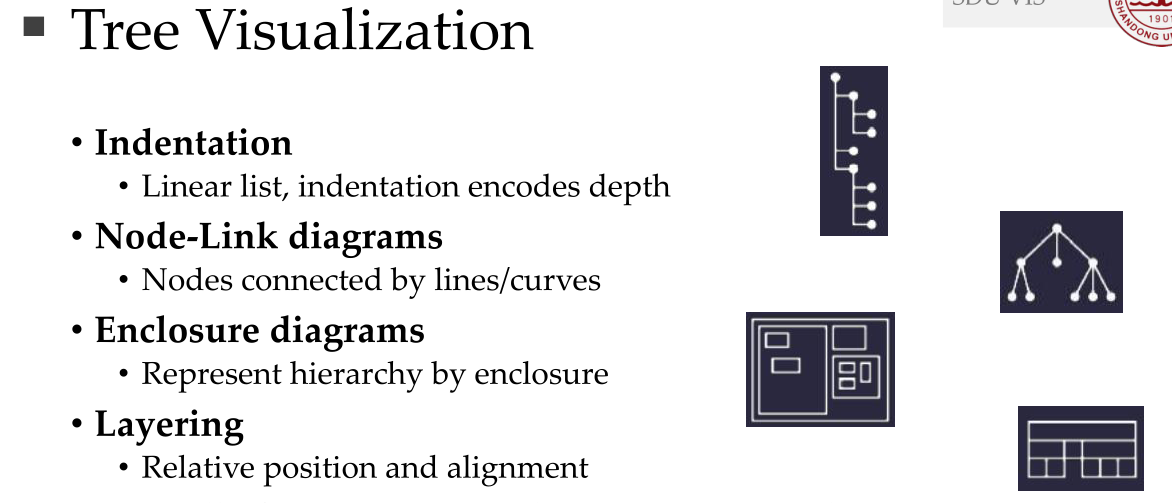 ■ Tree Visualization
SDU-VIS
1901
• Indentation
• Linear list, indentation encodes depth
• Node-Link diagrams
• Nodes connected by lines/curves
• Enclosure diagrams
• Represent hierarchy by enclosure
• Layering
• Relative position and alignment